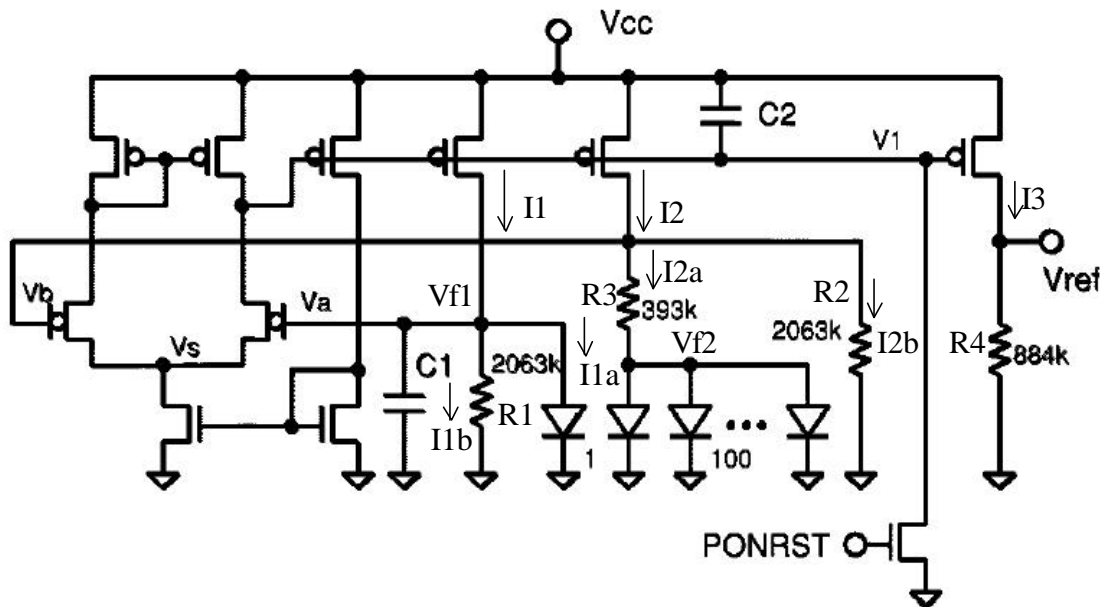 Vcc
C2
V1
I1
I2
I3
Vref
I2a
R3
393k
Vb
Va
Vf1
Vs
R2
2063k
I2b
Vf2
R4
884k
C1
2063k
R1
I1a
I1b
1
100
PONRST